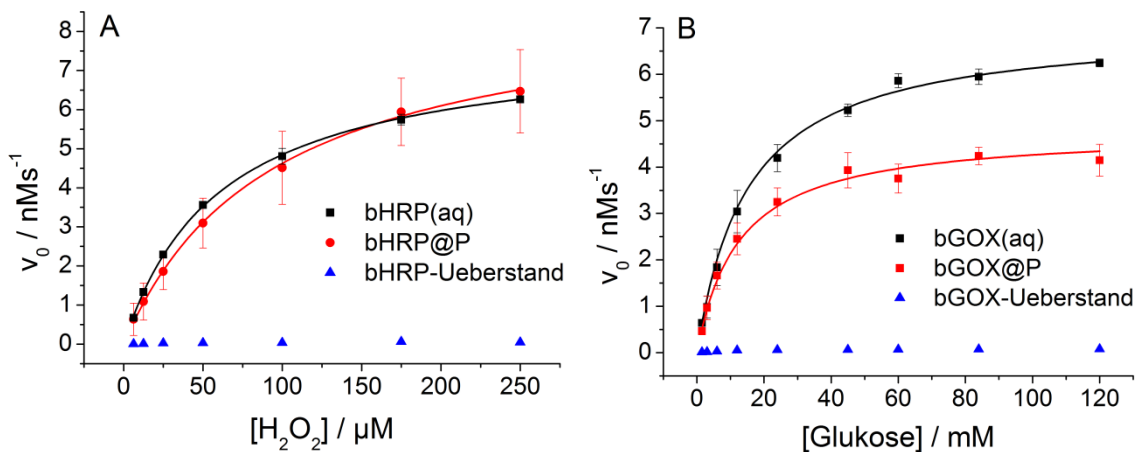 A
8
7
6
5
4
3
2
1
0
v₀ / nMs⁻¹
bHRP(aq)
bHRP@P
bHRP-Ueberstand
0 50 100 150 200 250
[H₂O₂] / µM
B
7
6
5
4
3
2
1
0
v₀ / nMs⁻¹
bGOX(aq)
bGOX@P
bGOX-Ueberstand
0 20 40 60 80 100 120
[Glukose] / mM